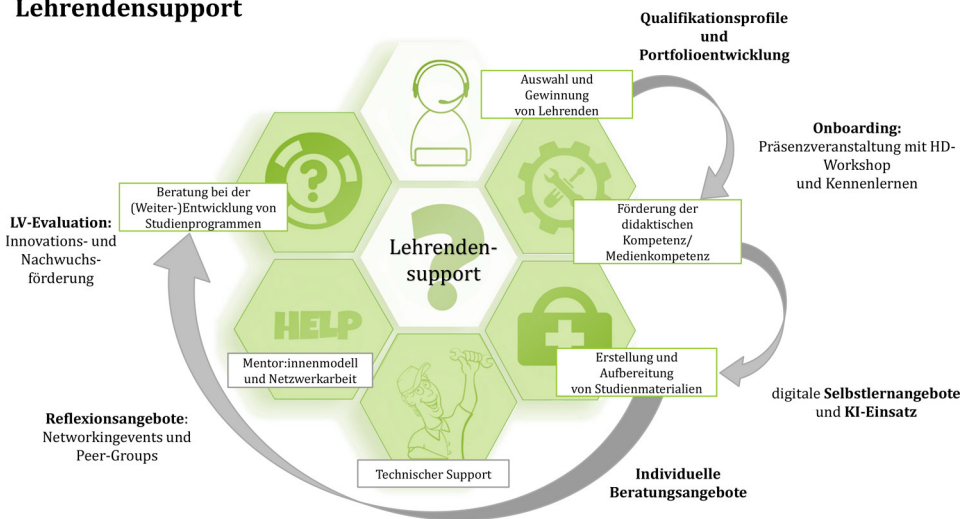 Lehrendensupport
Qualifikationsprofile
und
Portfolioentwicklung
Auswahl und
Gewinnung
von Lehrenden
Onboarding:
Präsenzveranstaltung mit HD-
Workshop
und Kennenlernen
Beratung bei der
(Weiter-)Entwicklung von
Studienprogrammen
Förderung der
didaktischen
Kompetenz/
Medienkompetenz
LV-Evaluation:
Innovations- und
Nachwuchs-
förderung
Lehrenden-
support
?
?
HELP
Mentor:innenmodell
und Netzwerkarbeit
Erstellung und
Aufbereitung
von Studienmaterialien
digitale Selbstlernangebote
und KI-Einsatz
Reflexionsangebote:
Networkingevents und
Peer-Groups
Technischer Support
Individuelle
Beratungsangebote